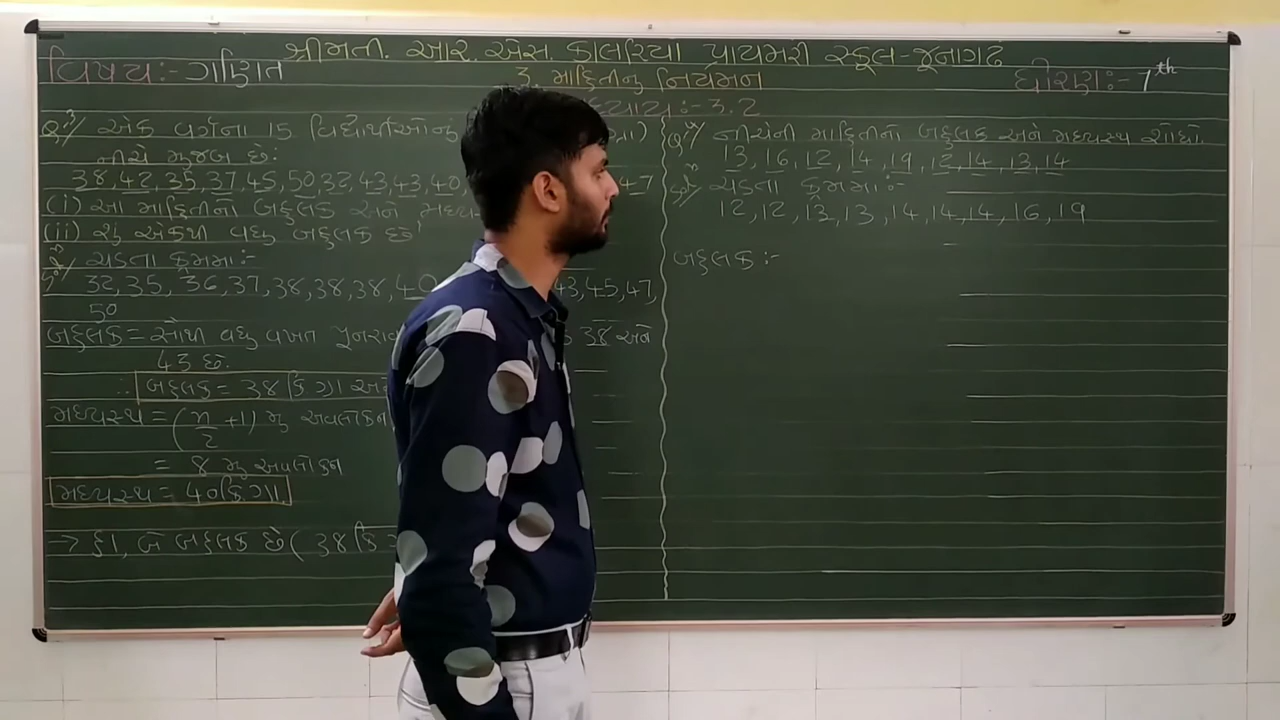 શ્રીમતી. આર. એસ. કાલરિયા પ્રાયમરી સ્કૂલ-જૂનાગઢ
વિષય:- ગણિત
3. માહિતીનું નિયમન
ધોરણ:- 7th
3.2
Q3/ એક વર્ગના 15 વિદ્યાર્થીઓનું
નીચે મુજબ છે:
38,42,35,37,45,50,32,43,43,40, 47
(i) આ માહિતીનો બહુલક અને
(ii) શું એકથી વધુ બહુલક છે?
Soln/ ચડતા ક્રમમાં:-
32,35,36,37,38,38,38,40 43,45,47,
50
બહુલક = સૌથી વધુ વખત 38 અને
43 છે.
∴ બહુલક = 38 કિ.ગ્રા
મધ્યસ્થ = (n/2 +1) મું અવલોકન
= 8 મું અવલોકન
મધ્યસ્થ = 40 કિ.ગ્રા.
→ હા, બે બહુલક છે ( 38 કિ
Q4/ નીચેની માહિતીનો બહુલક અને મધ્યસ્થ શોધો.
13, 16, 12, 14, 19, 12, 14, 13, 14
Soln/ ચડતા ક્રમમાં:-
12,12,13,13,14,14,14,16,19
બહુલક:-